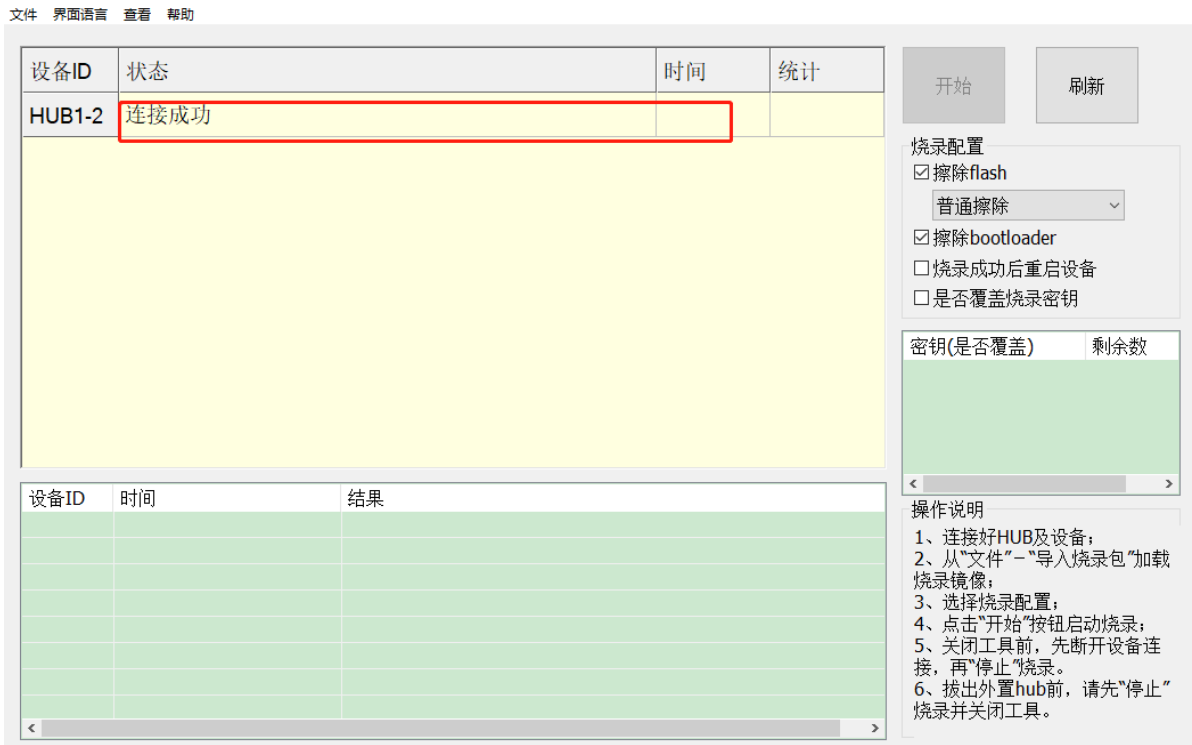 文件 界面语言 查看 帮助
设备ID 状态 时间 统计
HUB1-2 连接成功
开始 刷新
烧录配置
擦除flash
普通擦除
擦除bootloader
烧录成功后重启设备
是否覆盖烧录密钥
密钥(是否覆盖) 剩余数
设备ID 时间 结果
操作说明
1、连接好HUB及设备;
2、从“文件”-“导入烧录包”加载
烧录镜像;
3、选择烧录配置;
4、点击“开始”按钮启动烧录;
5、关闭工具前，先断开设备连
接，再“停止”烧录。
6、拔出外置hub前，请先“停止”
烧录并关闭工具。